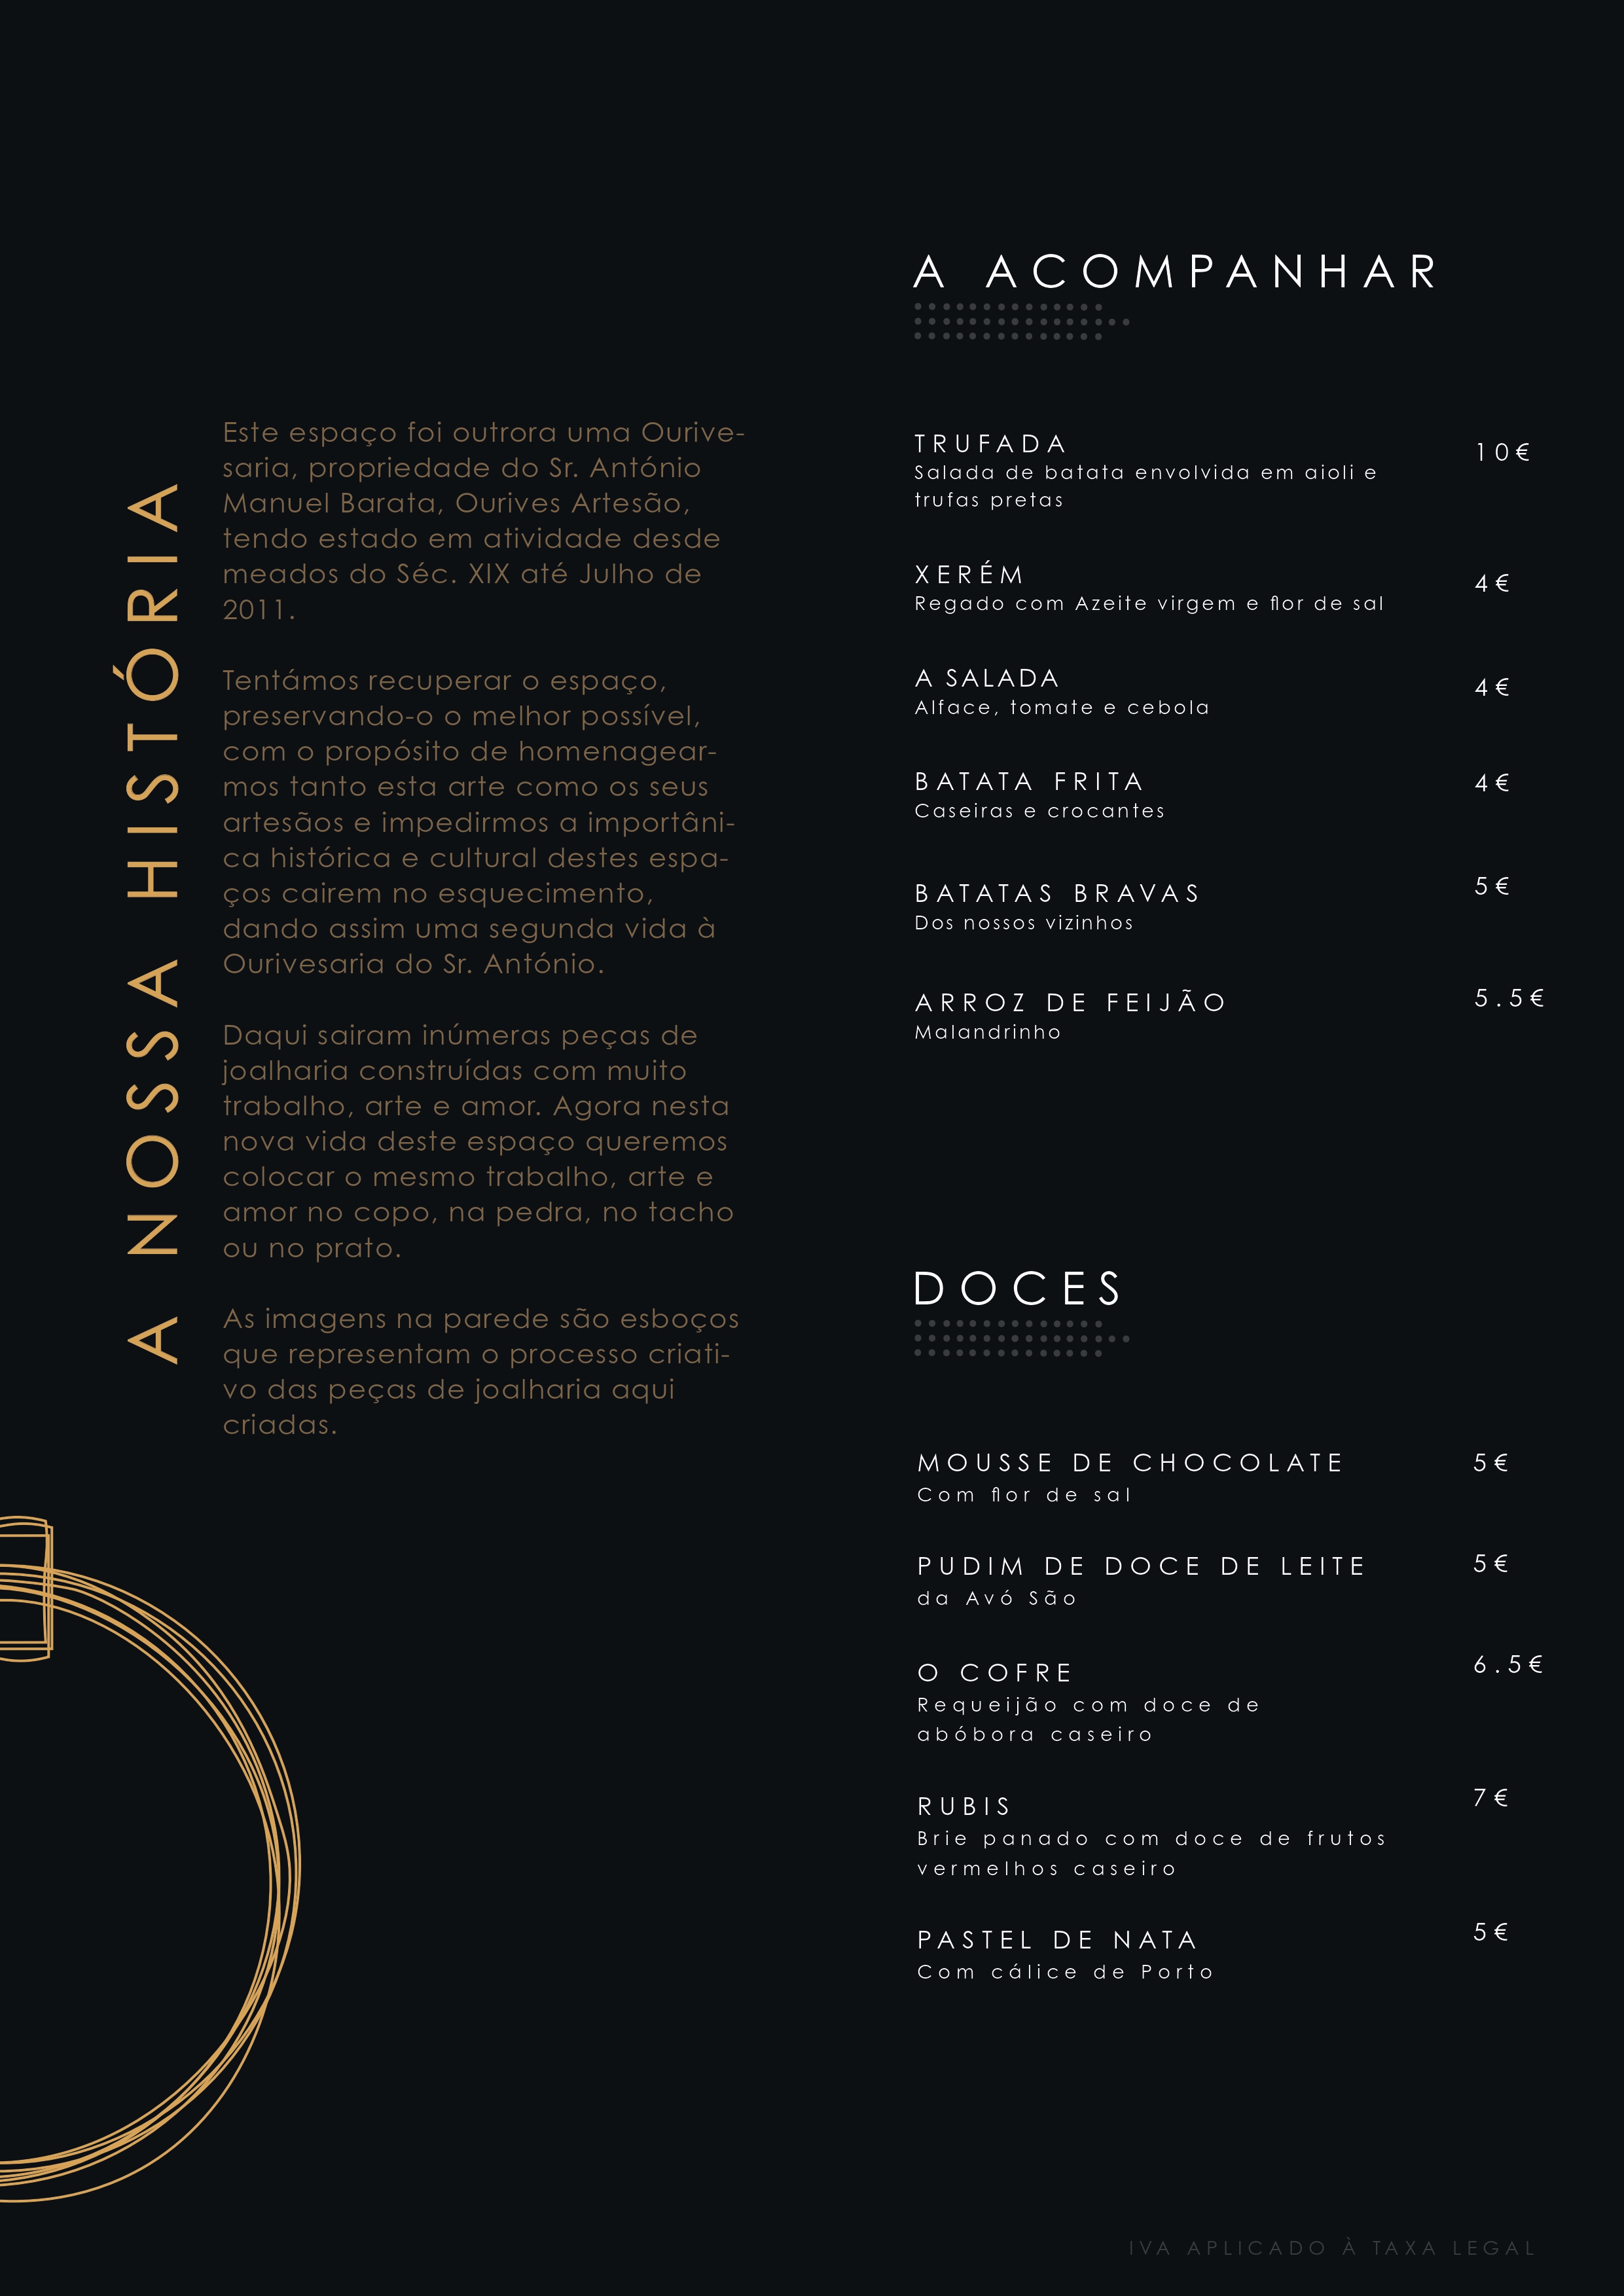 A NOSSA HISTÓRIA
Este espaço foi outrora uma Ourive-
saria, propriedade do Sr. António
Manuel Barata, Ourives Artesão,
tendo estado em atividade desde
meados do Séc. XIX até Julho de
2011.
Tentámos recuperar o espaço,
preservando-o o melhor possível,
com o propósito de homenagear-
mos tanto esta arte como os seus
artesãos e impedirmos a importâni-
ca histórica e cultural destes espa-
ços cairem no esquecimento,
dando assim uma segunda vida à
Ourivesaria do Sr. António.
Daqui sairam inúmeras peças de
joalharia construídas com muito
trabalho, arte e amor. Agora nesta
nova vida deste espaço queremos
colocar o mesmo trabalho, arte e
amor no copo, na pedra, no tacho
ou no prato.
As imagens na parede são esboços
que representam o processo criati-
vo das peças de joalharia aqui
criadas.
A ACOMPANHAR
TRUFADA 10€
Salada de batata envolvida em aioli e
trufas pretas
XERÉM 4€
Regado com Azeite virgem e flor de sal
A SALADA 4€
Alface, tomate e cebola
BATATA FRITA 4€
Caseiras e crocantes
BATATAS BRAVAS 5€
Dos nossos vizinhos
ARROZ DE FEIJÃO 5.5€
Malandrinho
DOCES
MOUSSE DE CHOCOLATE 5€
Com flor de sal
PUDIM DE DOCE DE LEITE 5€
da Avó São
O COFRE 6.5€
Requeijão com doce de
abóbora caseiro
RUBIS 7€
Brie panado com doce de frutos
vermelhos caseiro
PASTEL DE NATA 5€
Com cálice de Porto
IVA APLICADO À TAXA LEGAL